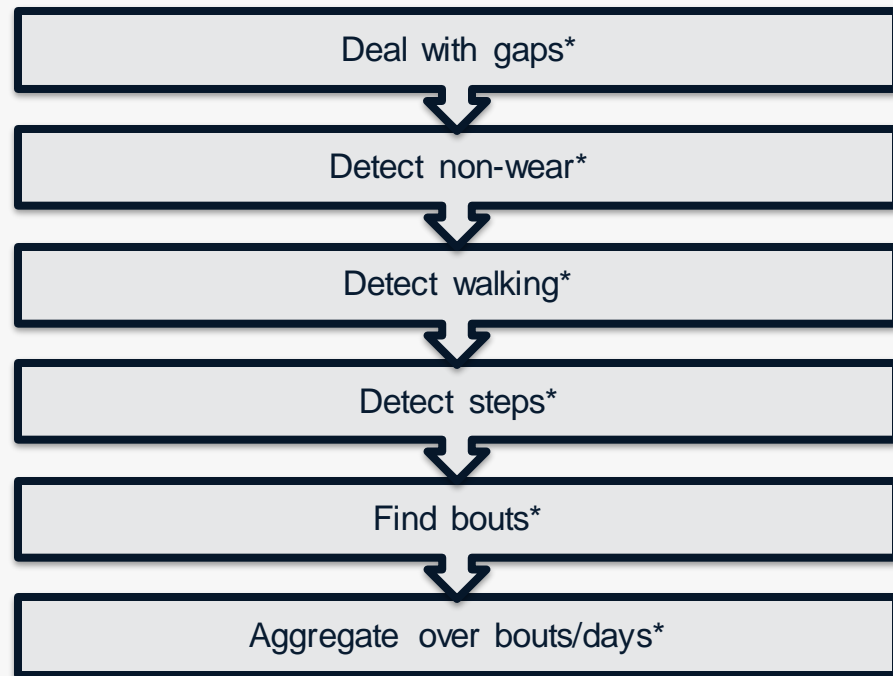 Deal with gaps*
Detect non-wear*
Detect walking*
Detect steps*
Find bouts*
Aggregate over bouts/days*